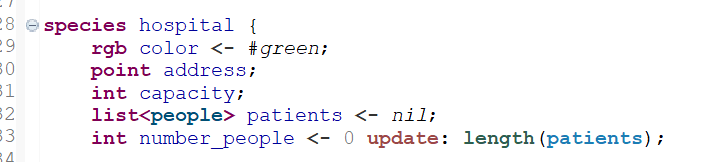 28 species hospital {
29 rgb color <- #green;
30 point address;
31 int capacity;
32 list<people> patients <- nil;
33 int number_people <- 0 update: length(patients);